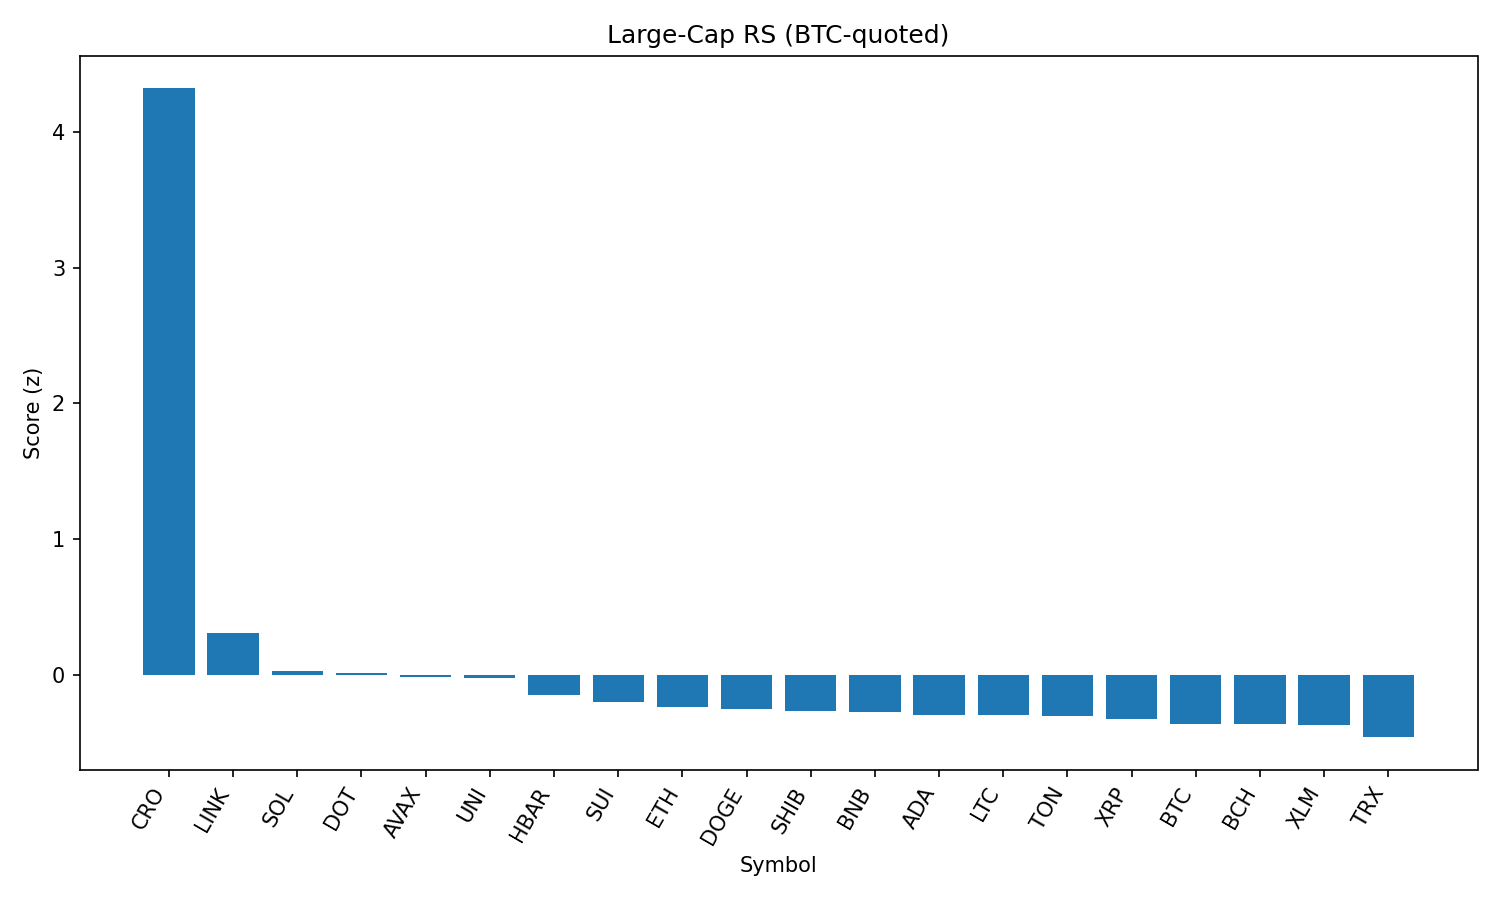 Large-Cap RS (BTC-quoted)
Score (z)
4
3
2
1
0
CRO
LINK
SOL
DOT
AVAX
UNI
HBAR
SUI
ETH
DOGE
SHIB
BNB
ADA
LTC
TON
XRP
BTC
BCH
XLM
TRX
Symbol